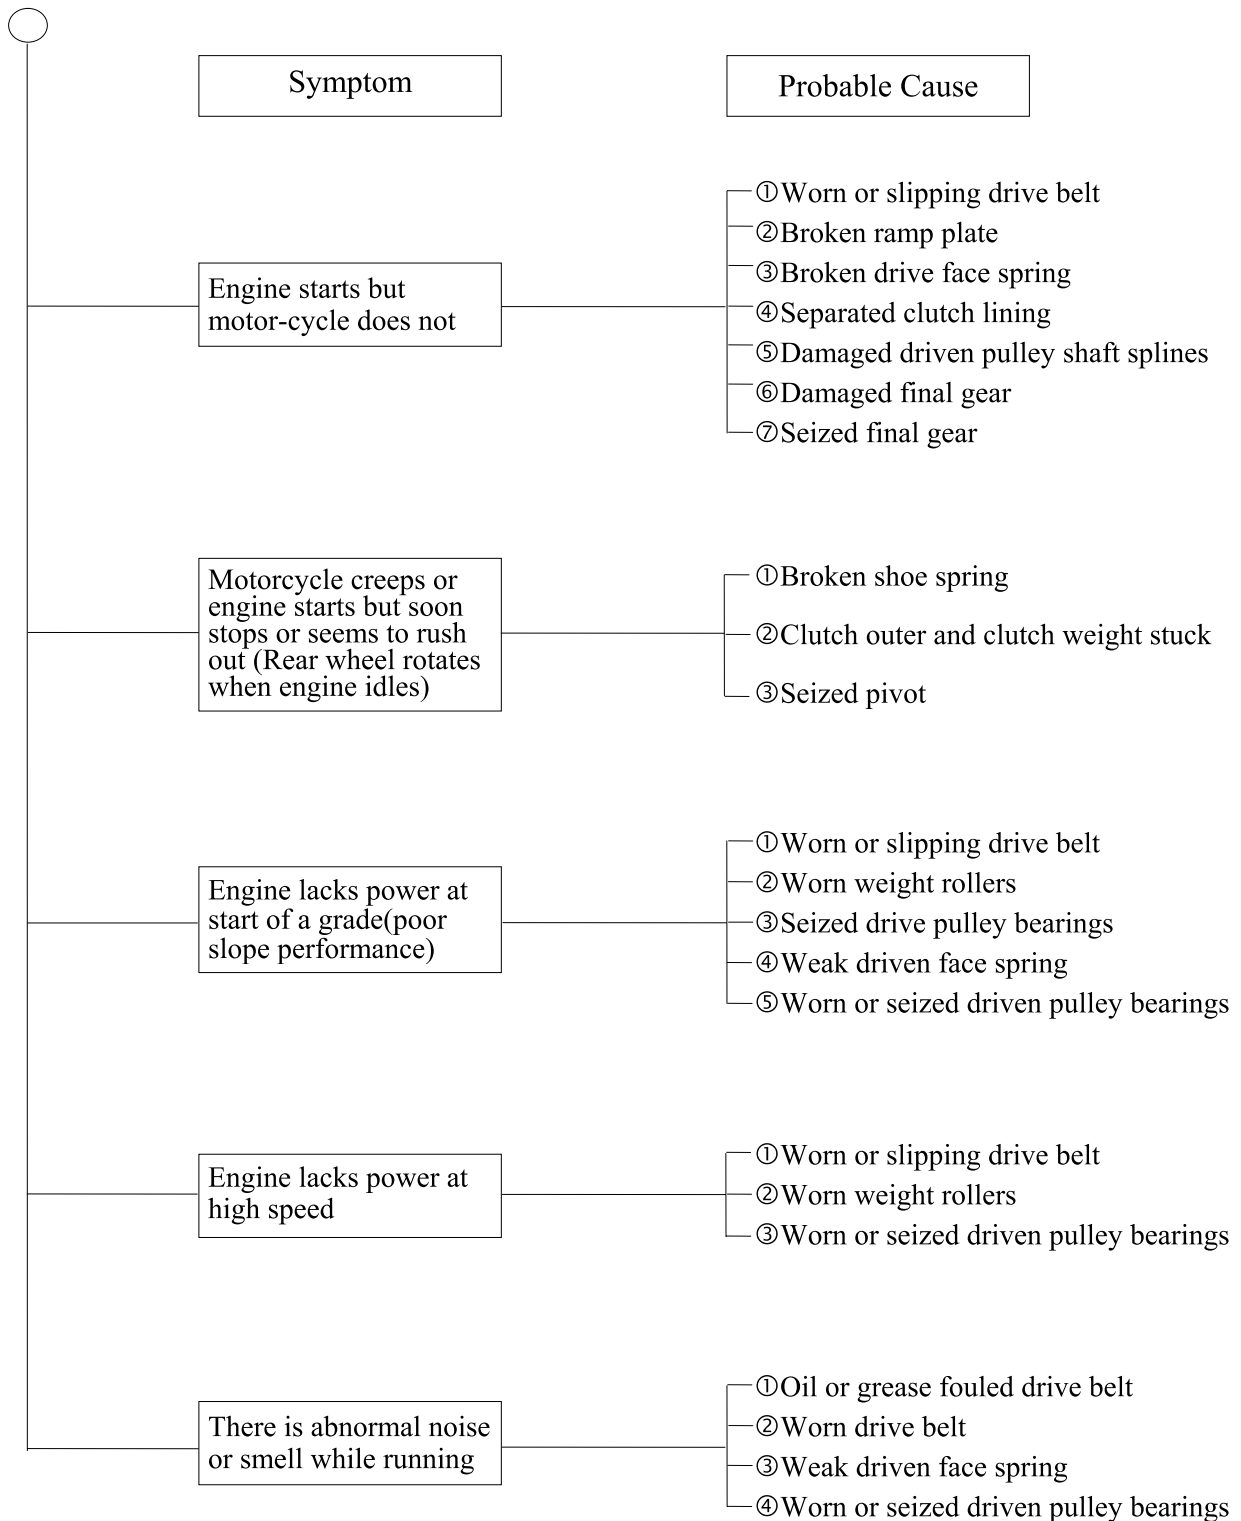 Symptom
Probable Cause
Engine starts but
motor-cycle does not
①Worn or slipping drive belt
②Broken ramp plate
③Broken drive face spring
④Separated clutch lining
⑤Damaged driven pulley shaft splines
⑥Damaged final gear
⑦Seized final gear
Motorcycle creeps or
engine starts but soon
stops or seems to rush
out (Rear wheel rotates
when engine idles)
①Broken shoe spring
②Clutch outer and clutch weight stuck
③Seized pivot
Engine lacks power at
start of a grade(poor
slope performance)
①Worn or slipping drive belt
②Worn weight rollers
③Seized drive pulley bearings
④Weak driven face spring
⑤Worn or seized driven pulley bearings
Engine lacks power at
high speed
①Worn or slipping drive belt
②Worn weight rollers
③Worn or seized driven pulley bearings
There is abnormal noise
or smell while running
①Oil or grease fouled drive belt
②Worn drive belt
③Weak driven face spring
④Worn or seized driven pulley bearings